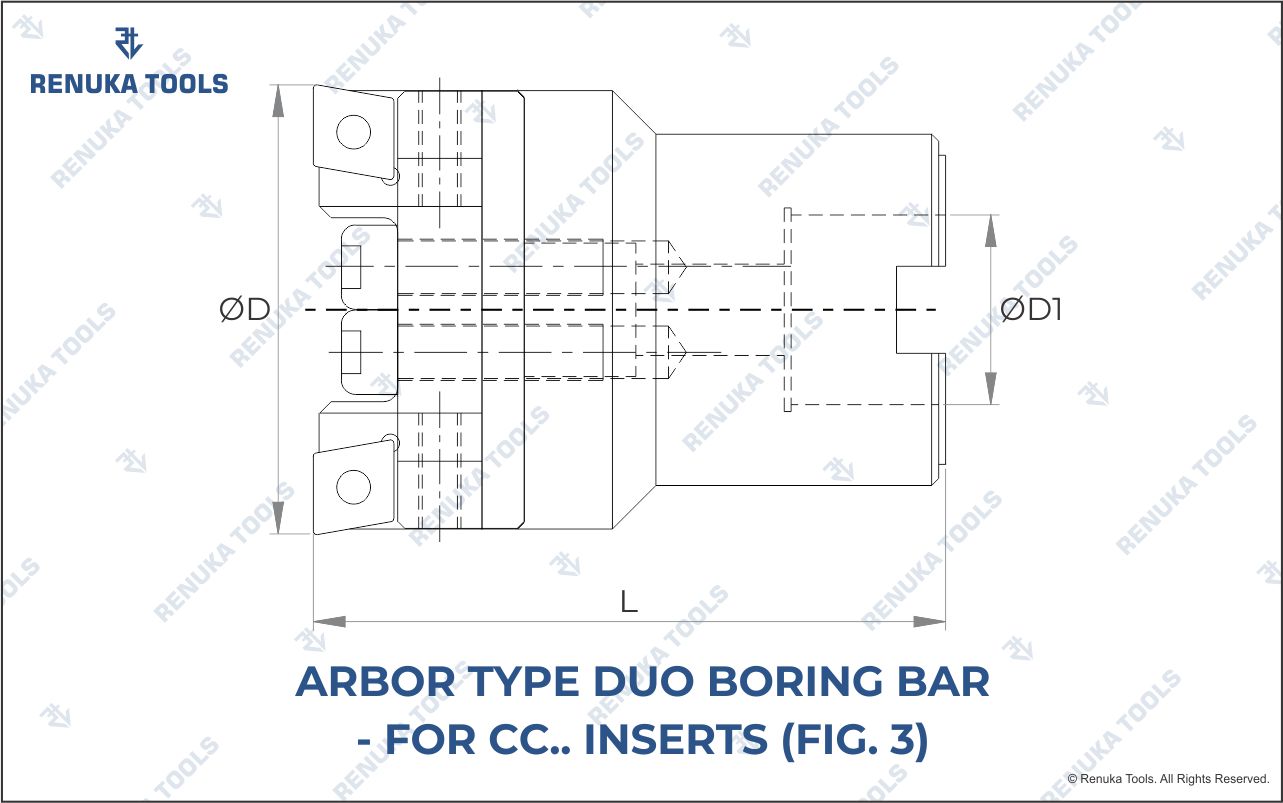 RENUKA TOOLS
ØD
ØD1
L
ARBOR TYPE DUO BORING BAR
- FOR CC.. INSERTS (FIG. 3)
© Renuka Tools. All Rights Reserved.